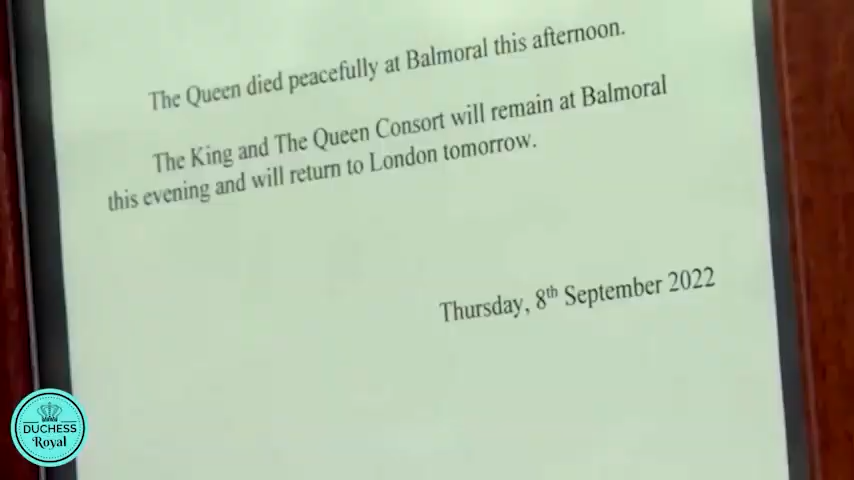 The Queen died peacefully at Balmoral this afternoon.
The King and The Queen Consort will remain at Balmoral
this evening and will return to London tomorrow.
Thursday, 8th September 2022
DUCHESS
Royal